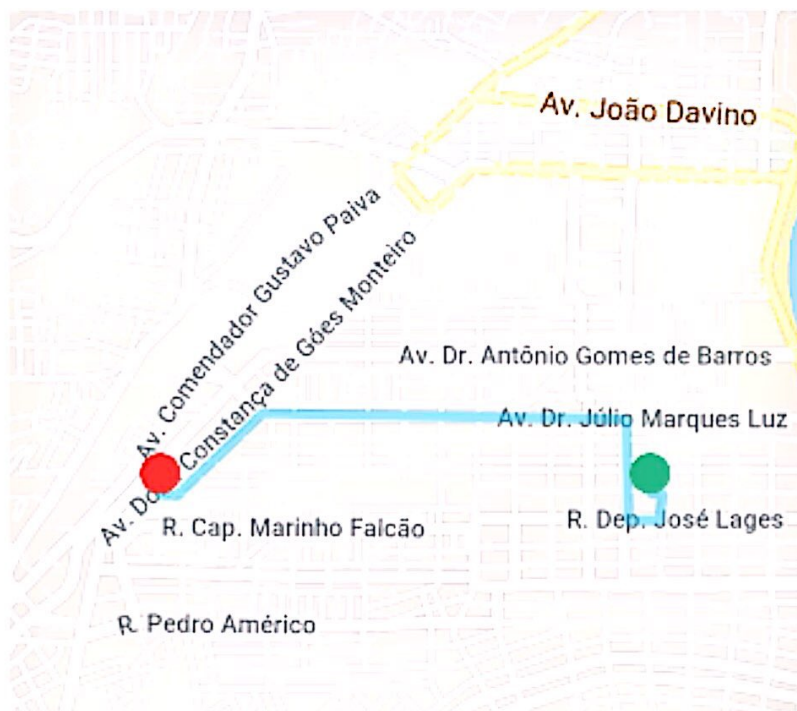 Av. João Davino
Av. Comendador Gustavo Paiva
Av. Do Constança de Góes Monteiro
Av. Dr. Antônio Gomes de Barros
Av. Dr. Júlio Marques Luz
R. Dep. José Lages
R. Cap. Marinho Falcão
R. Pedro Américo